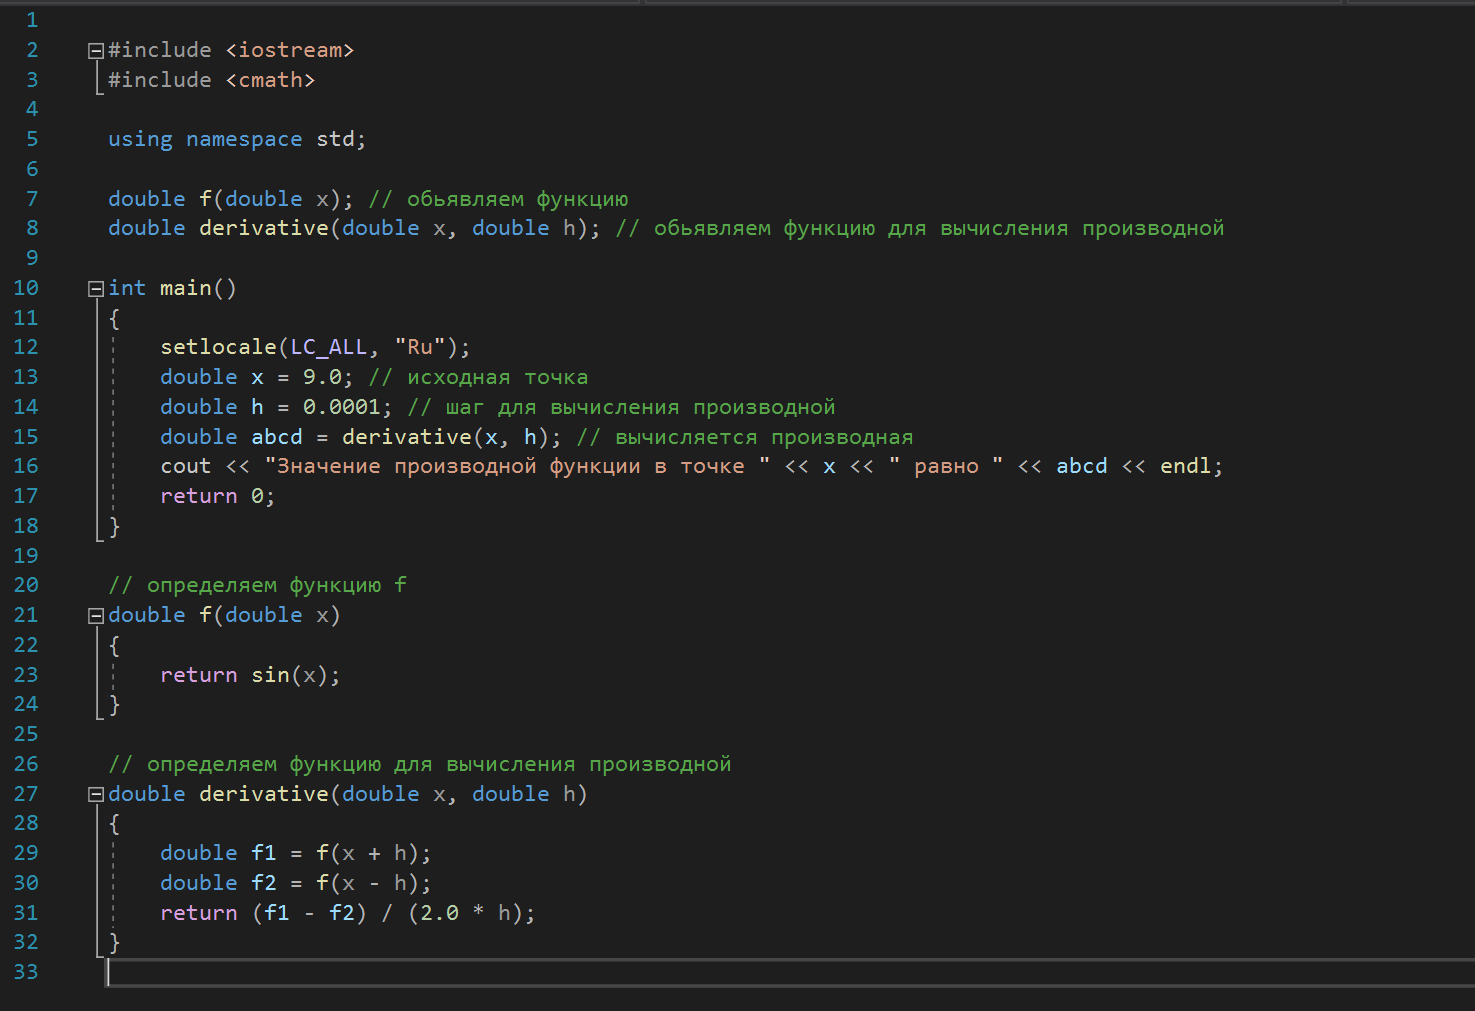 1
2 #include <iostream>
3 #include <cmath>
4
5 using namespace std;
6
7 double f(double x); // обьявляем функцию
8 double derivative(double x, double h); // обьявляем функцию для вычисления производной
9
10 int main()
11 {
12 setlocale(LC_ALL, "Ru");
13 double x = 9.0; // исходная точка
14 double h = 0.0001; // шаг для вычисления производной
15 double abcd = derivative(x, h); // вычисляется производная
16 cout << "Значение производной функции в точке " << x << " равно " << abcd << endl;
17 return 0;
18 }
19
20 // определяем функцию f
21 double f(double x)
22 {
23 return sin(x);
24 }
25
26 // определяем функцию для вычисления производной
27 double derivative(double x, double h)
28 {
29 double f1 = f(x + h);
30 double f2 = f(x - h);
31 return (f1 - f2) / (2.0 * h);
32 }
33